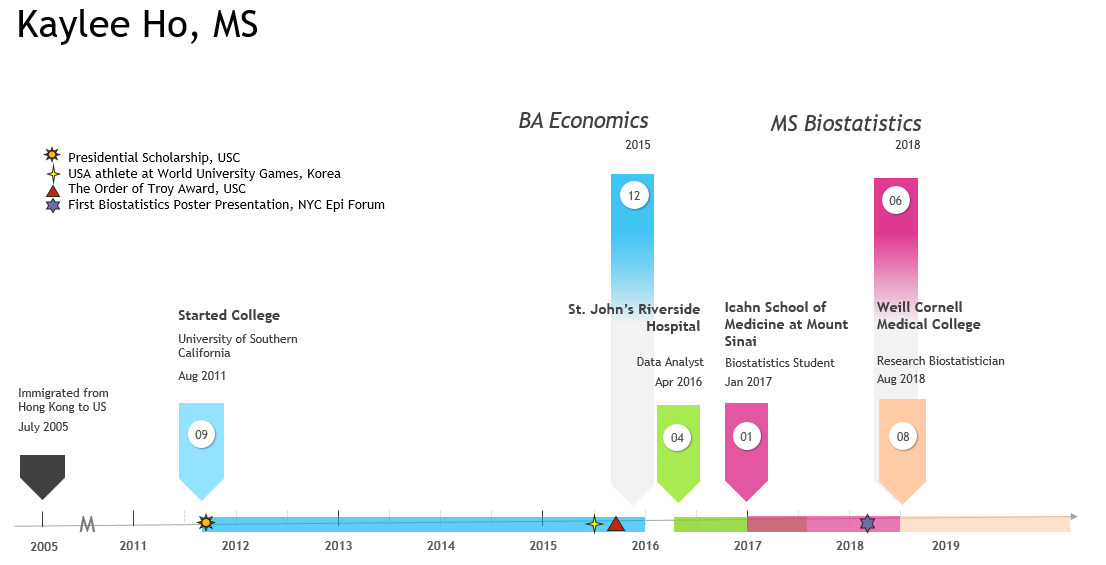 Kaylee Ho, MS
BA Economics
2015
MS Biostatistics
2018
Presidential Scholarship, USC
USA athlete at World University Games, Korea
The Order of Troy Award, USC
First Biostatistics Poster Presentation, NYC Epi Forum
12
06
Started College
University of Southern
California
Aug 2011
St. John's Riverside
Hospital
Data Analyst
Apr 2016
Icahn School of
Medicine at Mount
Sinai
Biostatistics Student
Jan 2017
Weill Cornell
Medical College
Research Biostatistician
Aug 2018
Immigrated from
Hong Kong to US
July 2005
09
04
01
08
2005
2011
2012
2013
2014
2015
2016
2017
2018
2019